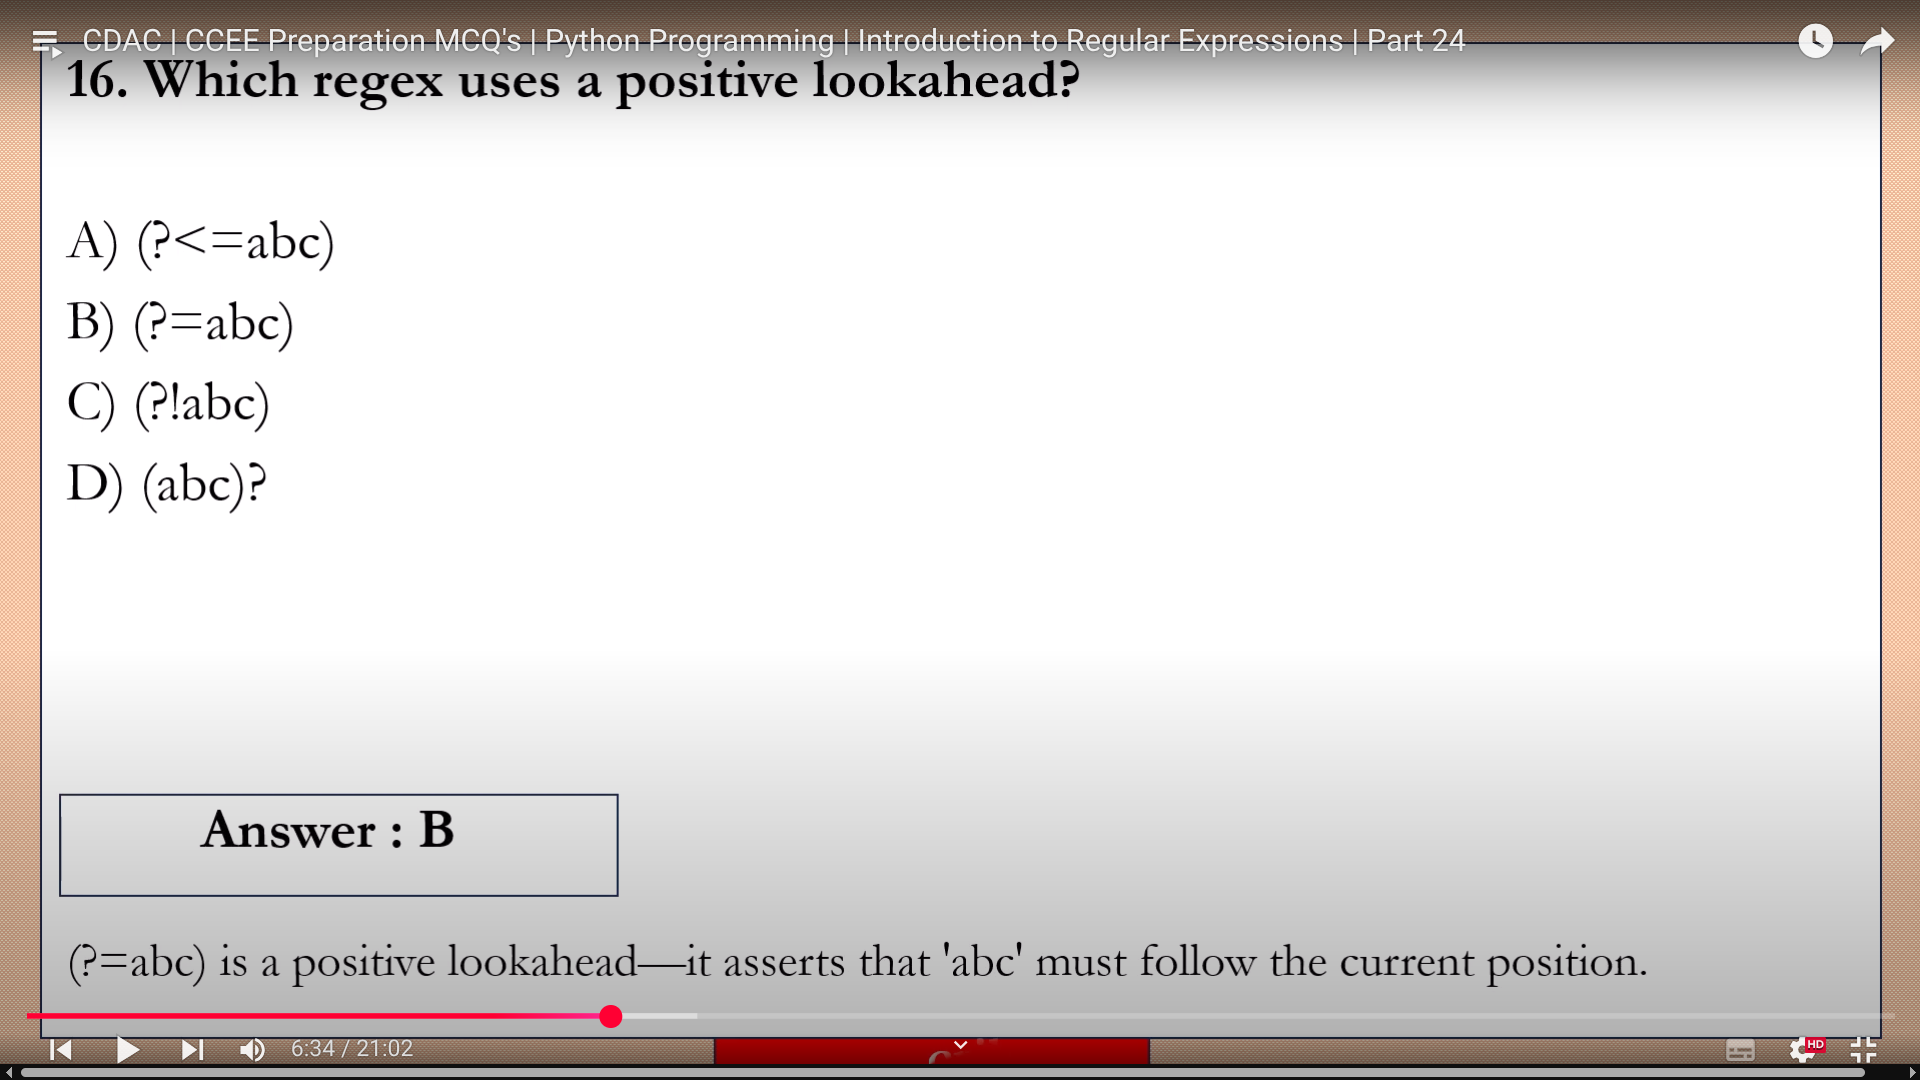 CDAC | CCEE Preparation MCQ's | Python Programming | Introduction to Regular Expressions | Part 24
16. Which regex uses a positive lookahead?
A) (?<=abc)
B) (?=abc)
C) (?!abc)
D) (abc)?
Answer : B
(?=abc) is a positive lookahead—it asserts that 'abc' must follow the current position.
6:34 / 21:02
HD